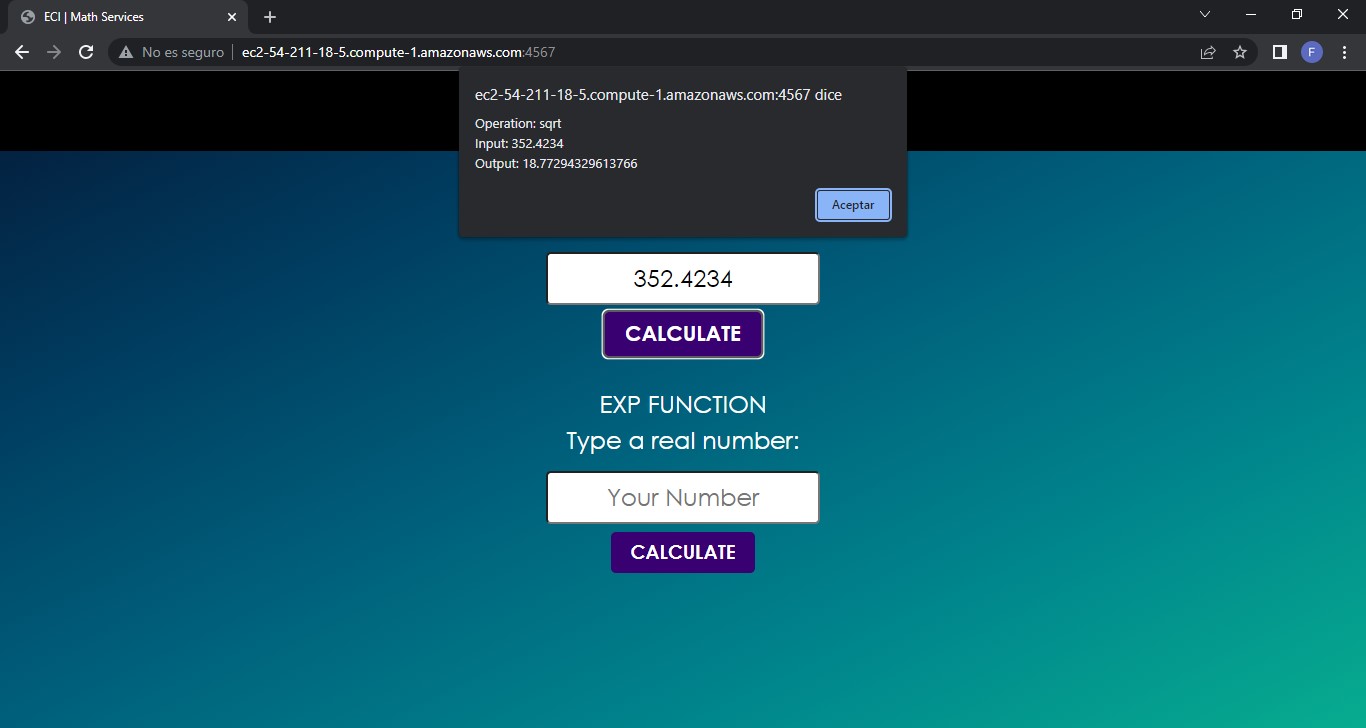 ECI | Math Services
No es seguro
ec2-54-211-18-5.compute-1.amazonaws.com:4567
F
ec2-54-211-18-5.compute-1.amazonaws.com:4567 dice
Operation: sqrt
Input: 352.4234
Output: 18.77294329613766
Aceptar
352.4234
CALCULATE
EXP FUNCTION
Type a real number:
Your Number
CALCULATE